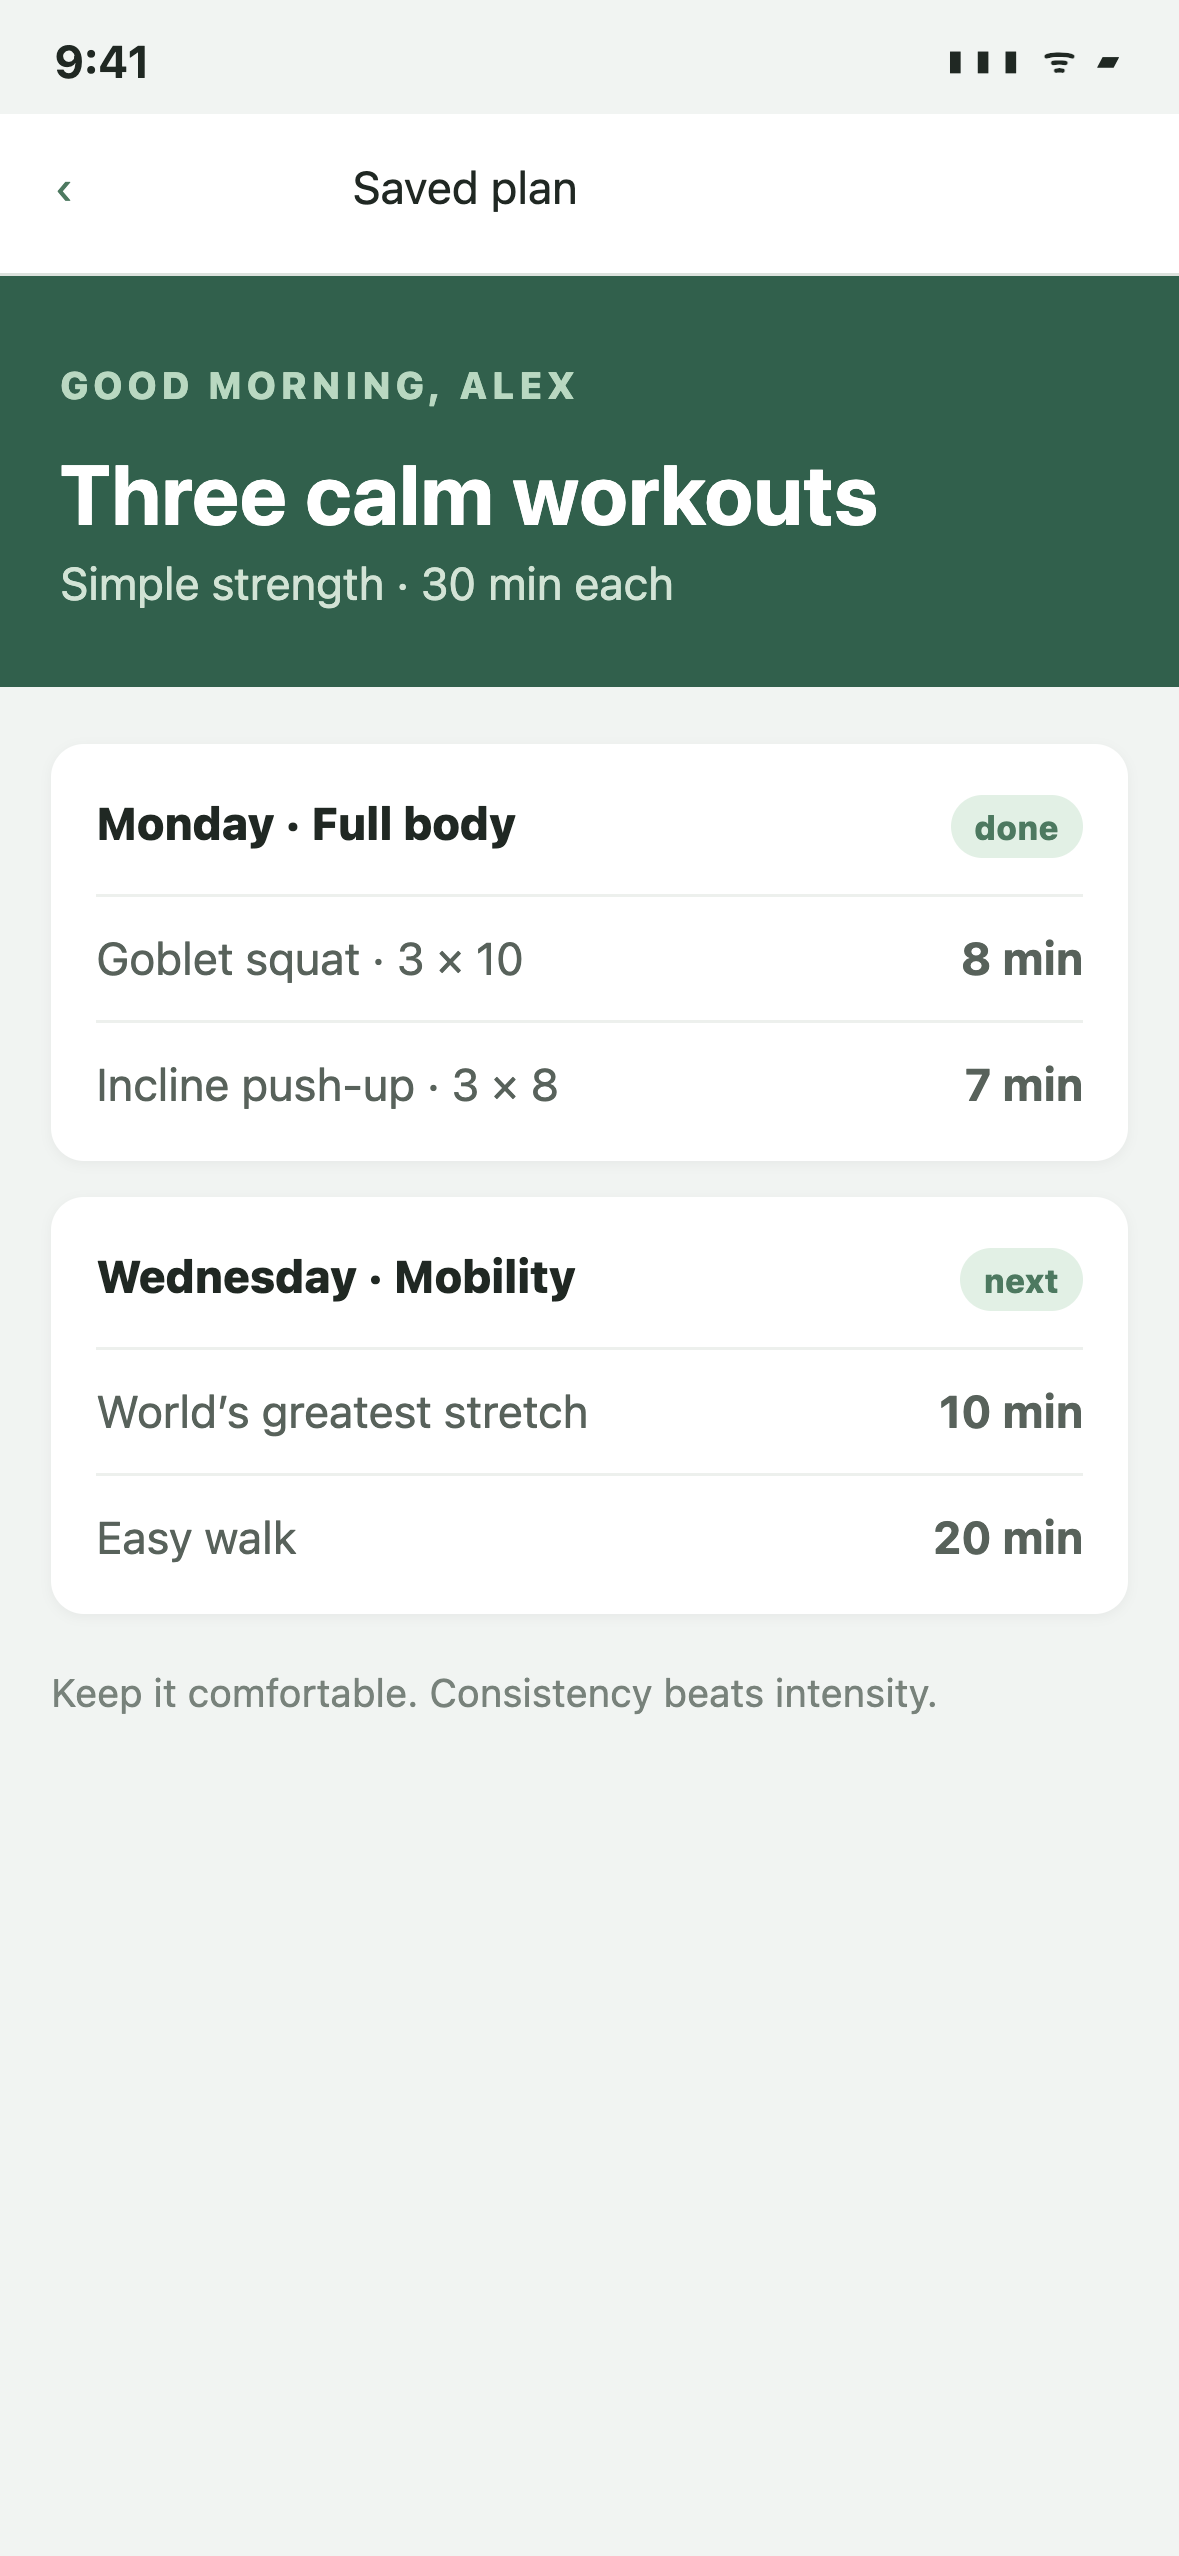 9:41
‹ Saved plan
GOOD MORNING, ALEX
Three calm workouts
Simple strength · 30 min each
Monday · Full body done
Goblet squat · 3 × 10 8 min
Incline push-up · 3 × 8 7 min
Wednesday · Mobility next
World’s greatest stretch 10 min
Easy walk 20 min
Keep it comfortable. Consistency beats intensity.